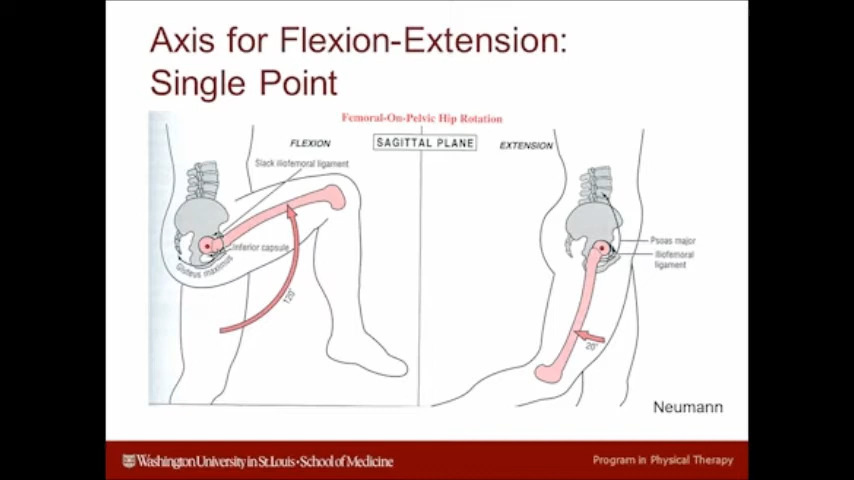 Axis for Flexion-Extension:
Single Point
Femoral-On-Pelvic Hip Rotation
FLEXION
SAGITTAL PLANE
EXTENSION
Slack iliofemoral ligament
Inferior capsule
Gluteus maximus
120°
Psoas major
Iliofemoral
ligament
20°
Neumann
Washington University in St. Louis • School of Medicine
Program in Physical Therapy